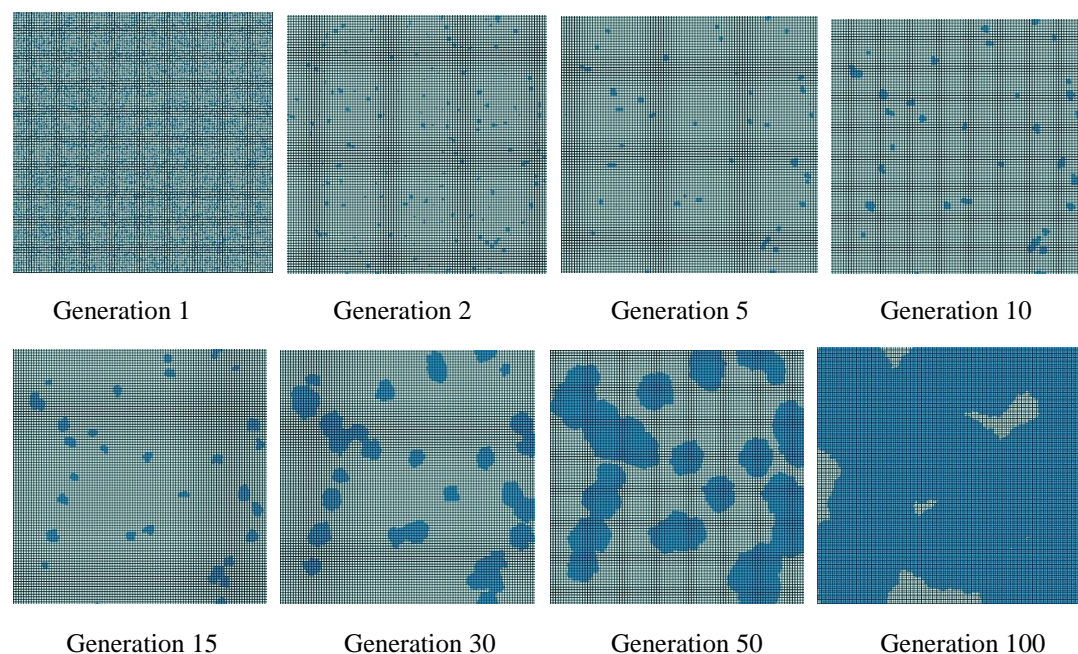 Generation 1
Generation 2
Generation 5
Generation 10
Generation 15
Generation 30
Generation 50
Generation 100